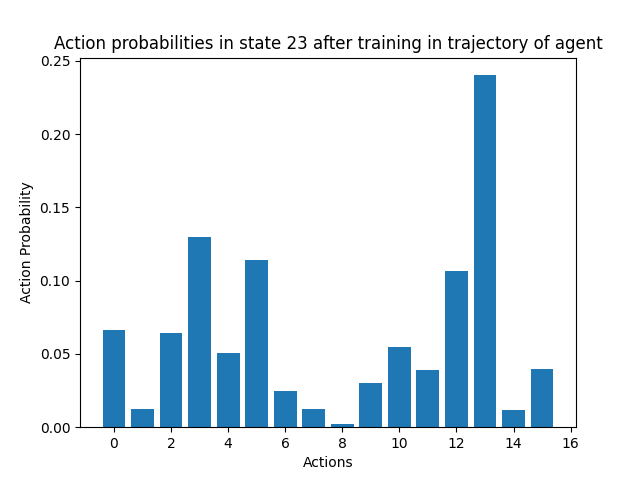 Action probabilities in state 23 after training in trajectory of agent
0.25
0.20
0.15
0.10
0.05
0.00
Action Probability
0 2 4 6 8 10 12 14 16
Actions